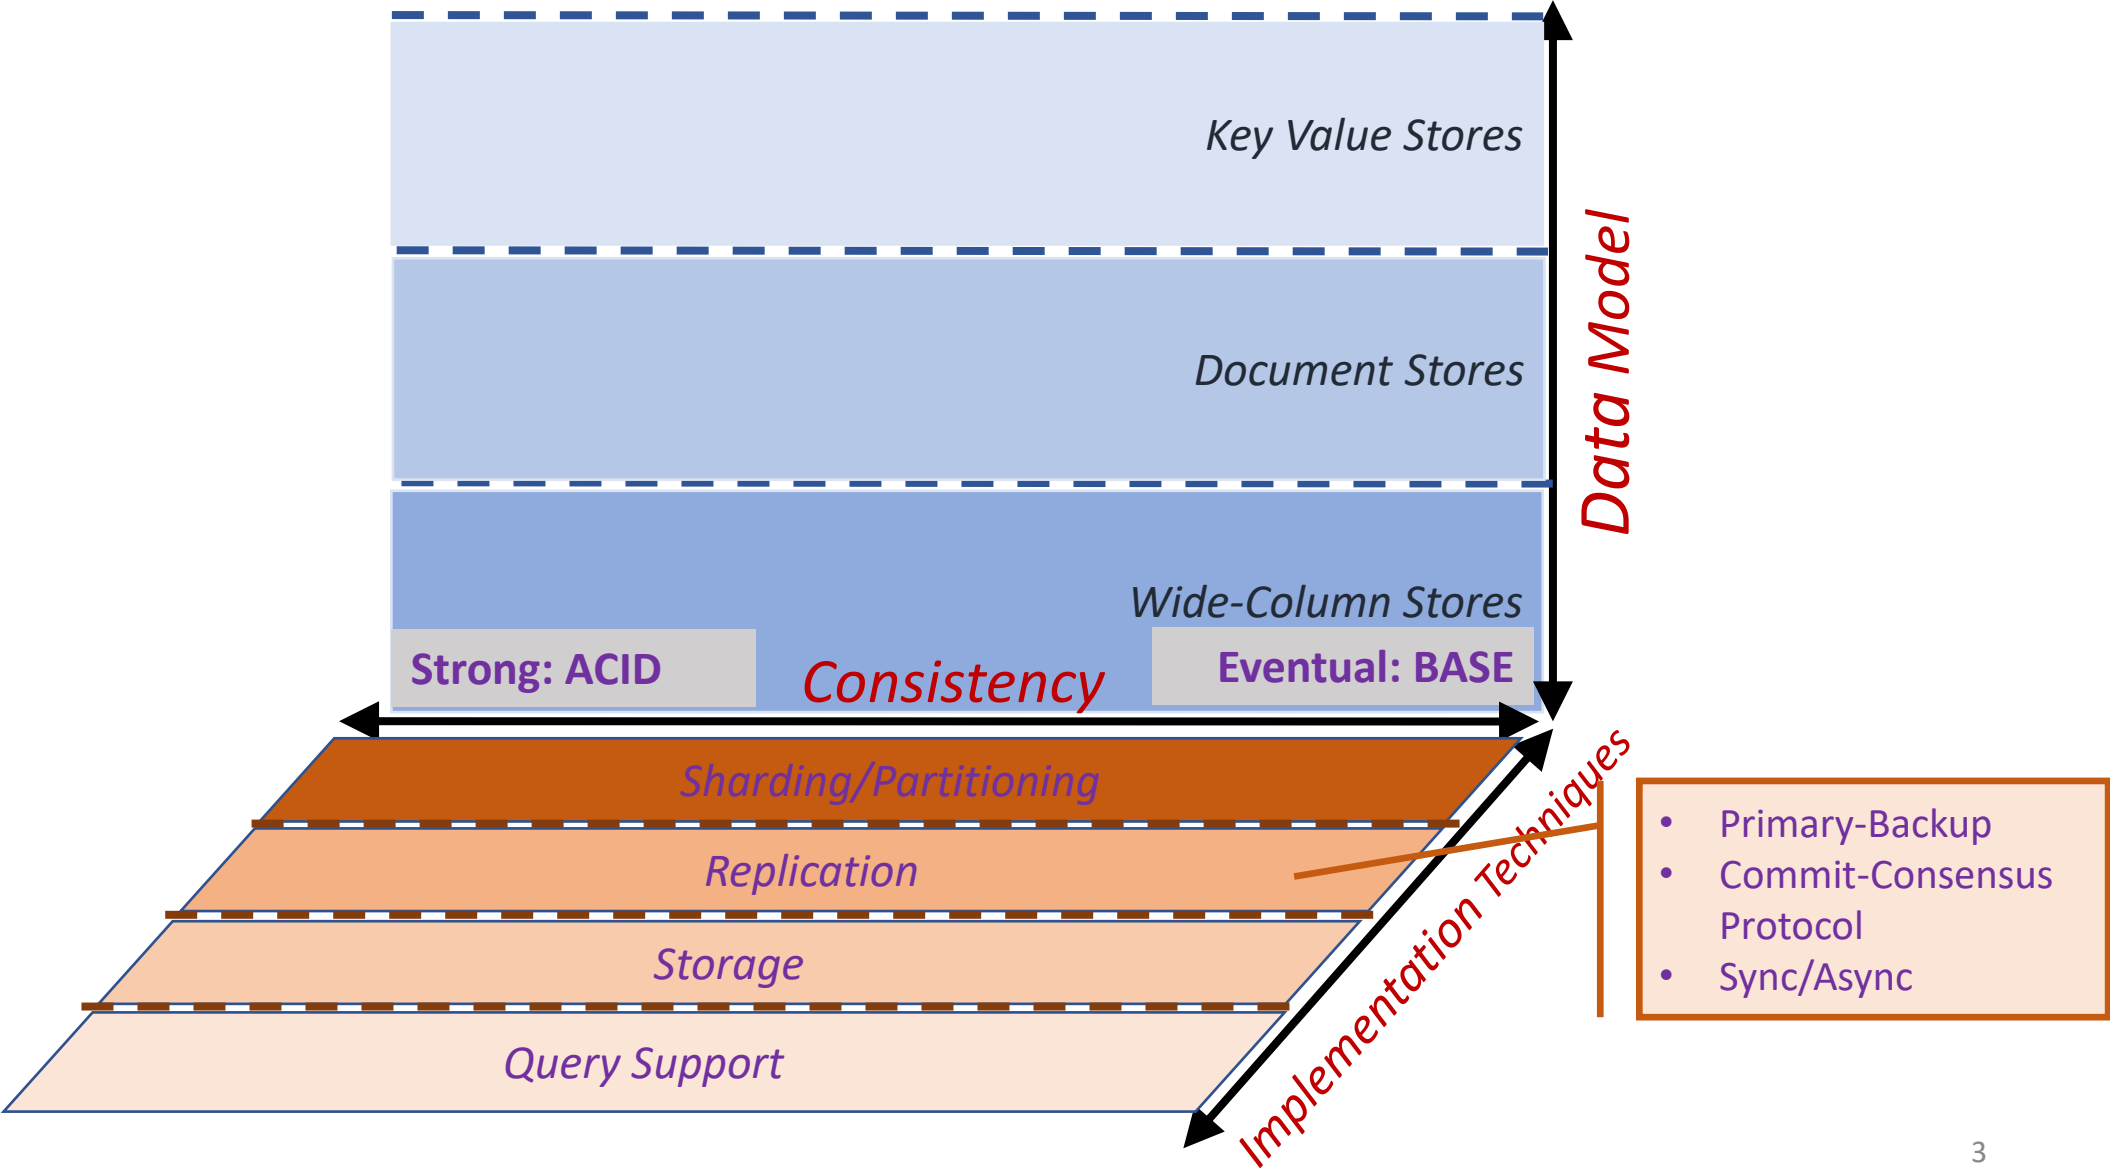 Key Value Stores
Document Stores
Data Model
Wide-Column Stores
Strong: ACID
Consistency
Eventual: BASE
Sharding/Partitioning
Replication
Storage
Query Support
Implementation Techniques
• Primary-Backup
• Commit-Consensus
Protocol
• Sync/Async
3